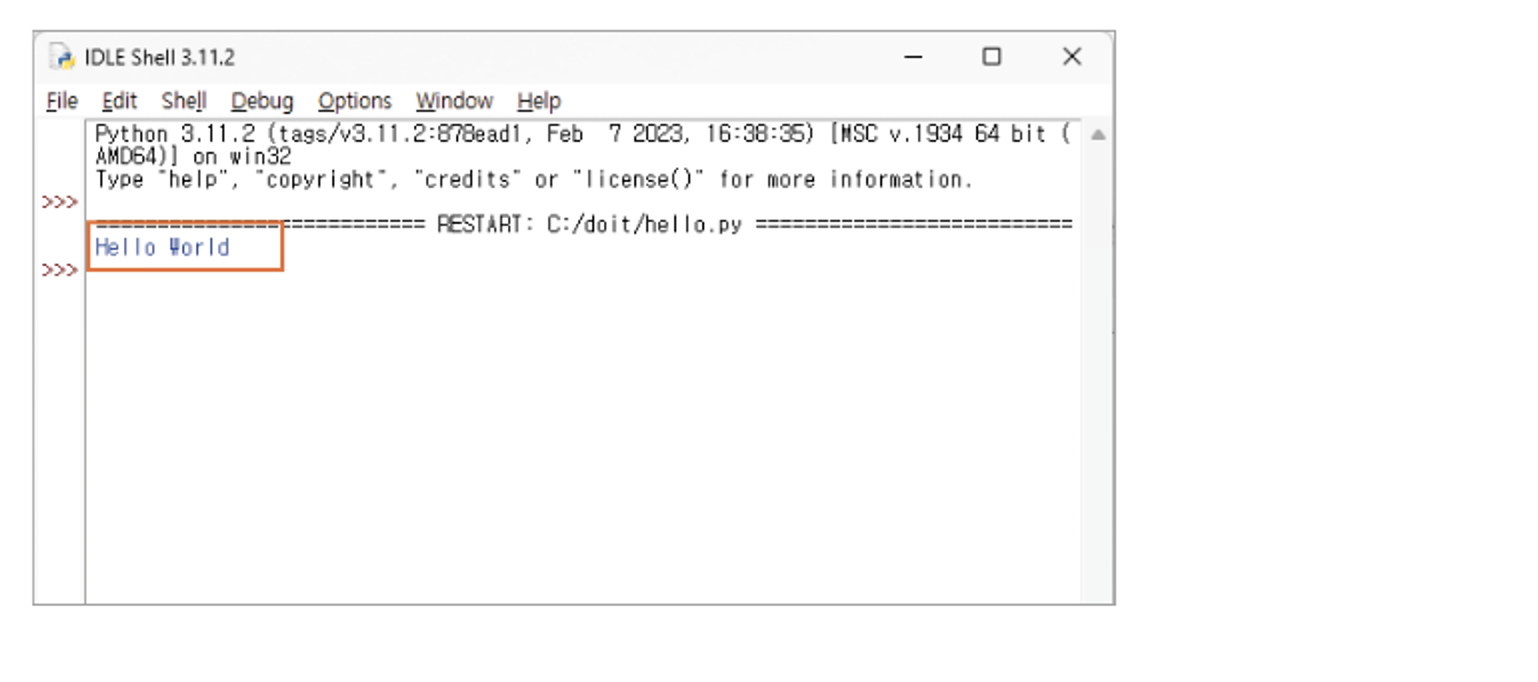 IDLE Shell 3.11.2
File Edit Shell Debug Options Window Help
Python 3.11.2 (tags/v3.11.2:878ead1, Feb  7 2023, 16:38:35) [MSC v.1934 64 bit (
AMD64)] on win32
Type "help", "copyright", "credits" or "license()" for more information.
>>>
=========================== RESTART: C:/doit/hello.py ==========================
Hello World
>>>